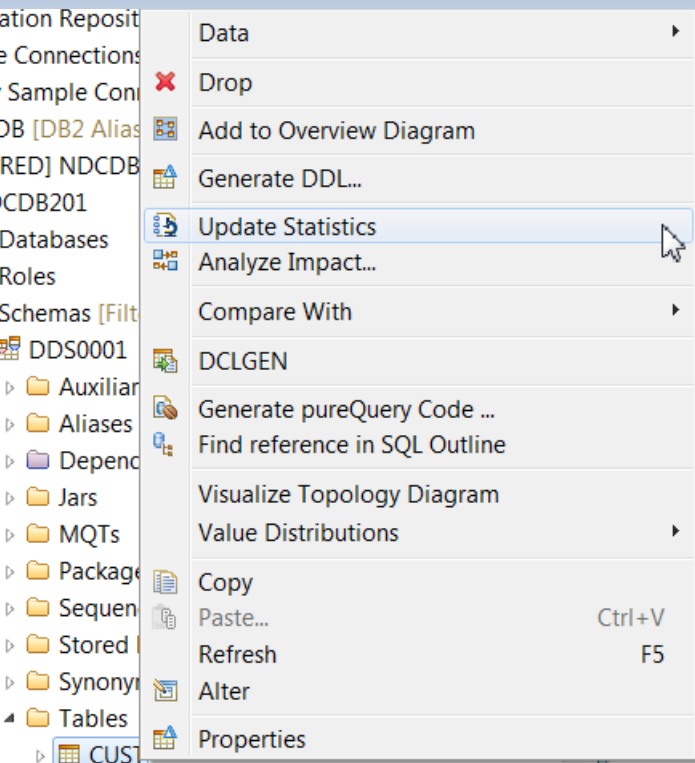 ation Reposit
e Connections
Sample Con
DB [DB2 Alias
RED] NDCDB
CDB201
Databases
Roles
Schemas [Filt
DDS0001
Auxiliar
Aliases
Depend
Jars
MQTs
Package
Sequen
Stored
Synonyr
Tables
CUST
Data
Drop
Add to Overview Diagram
Generate DDL...
Update Statistics
Analyze Impact...
Compare With
DCLGEN
Generate pureQuery Code ...
Find reference in SQL Outline
Visualize Topology Diagram
Value Distributions
Copy
Paste... Ctrl+V
Refresh F5
Alter
Properties